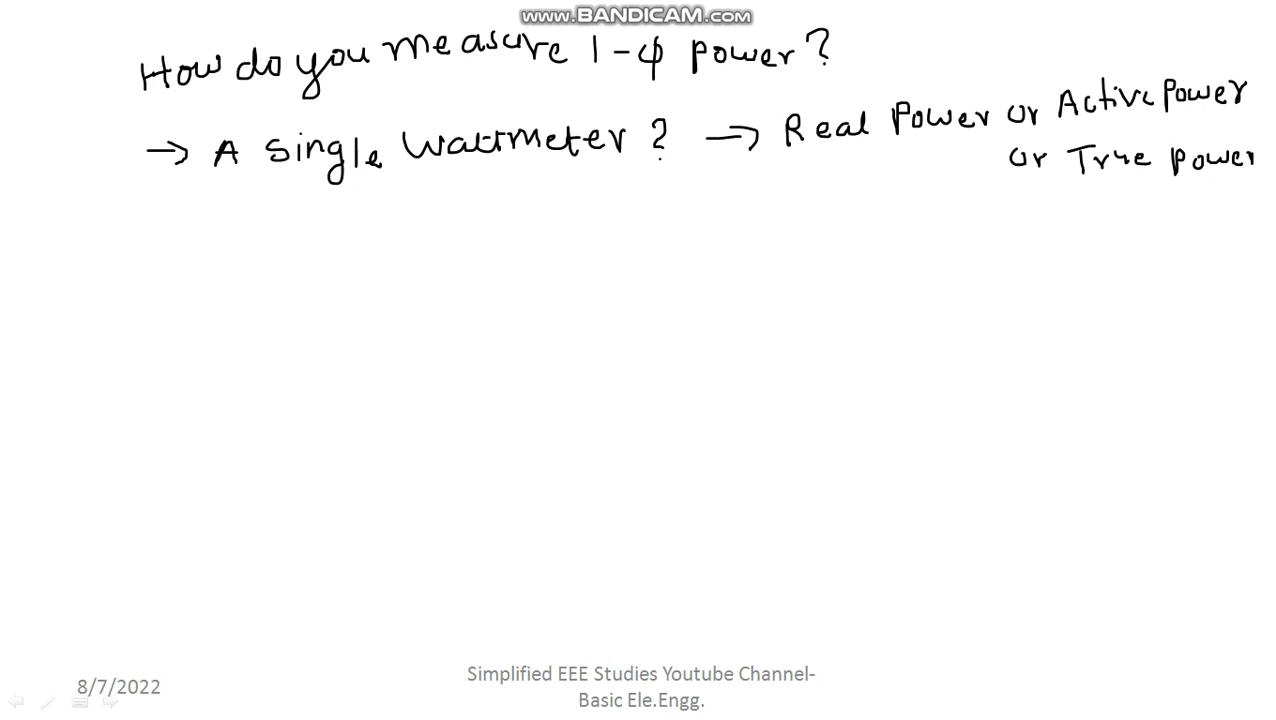 www.BANDICAM.com
How do you measure 1-φ power?
→ A Single Wattmeter? → Real Power or Active Power
or True power
8/7/2022
Simplified EEE Studies Youtube Channel-
Basic Ele.Engg.